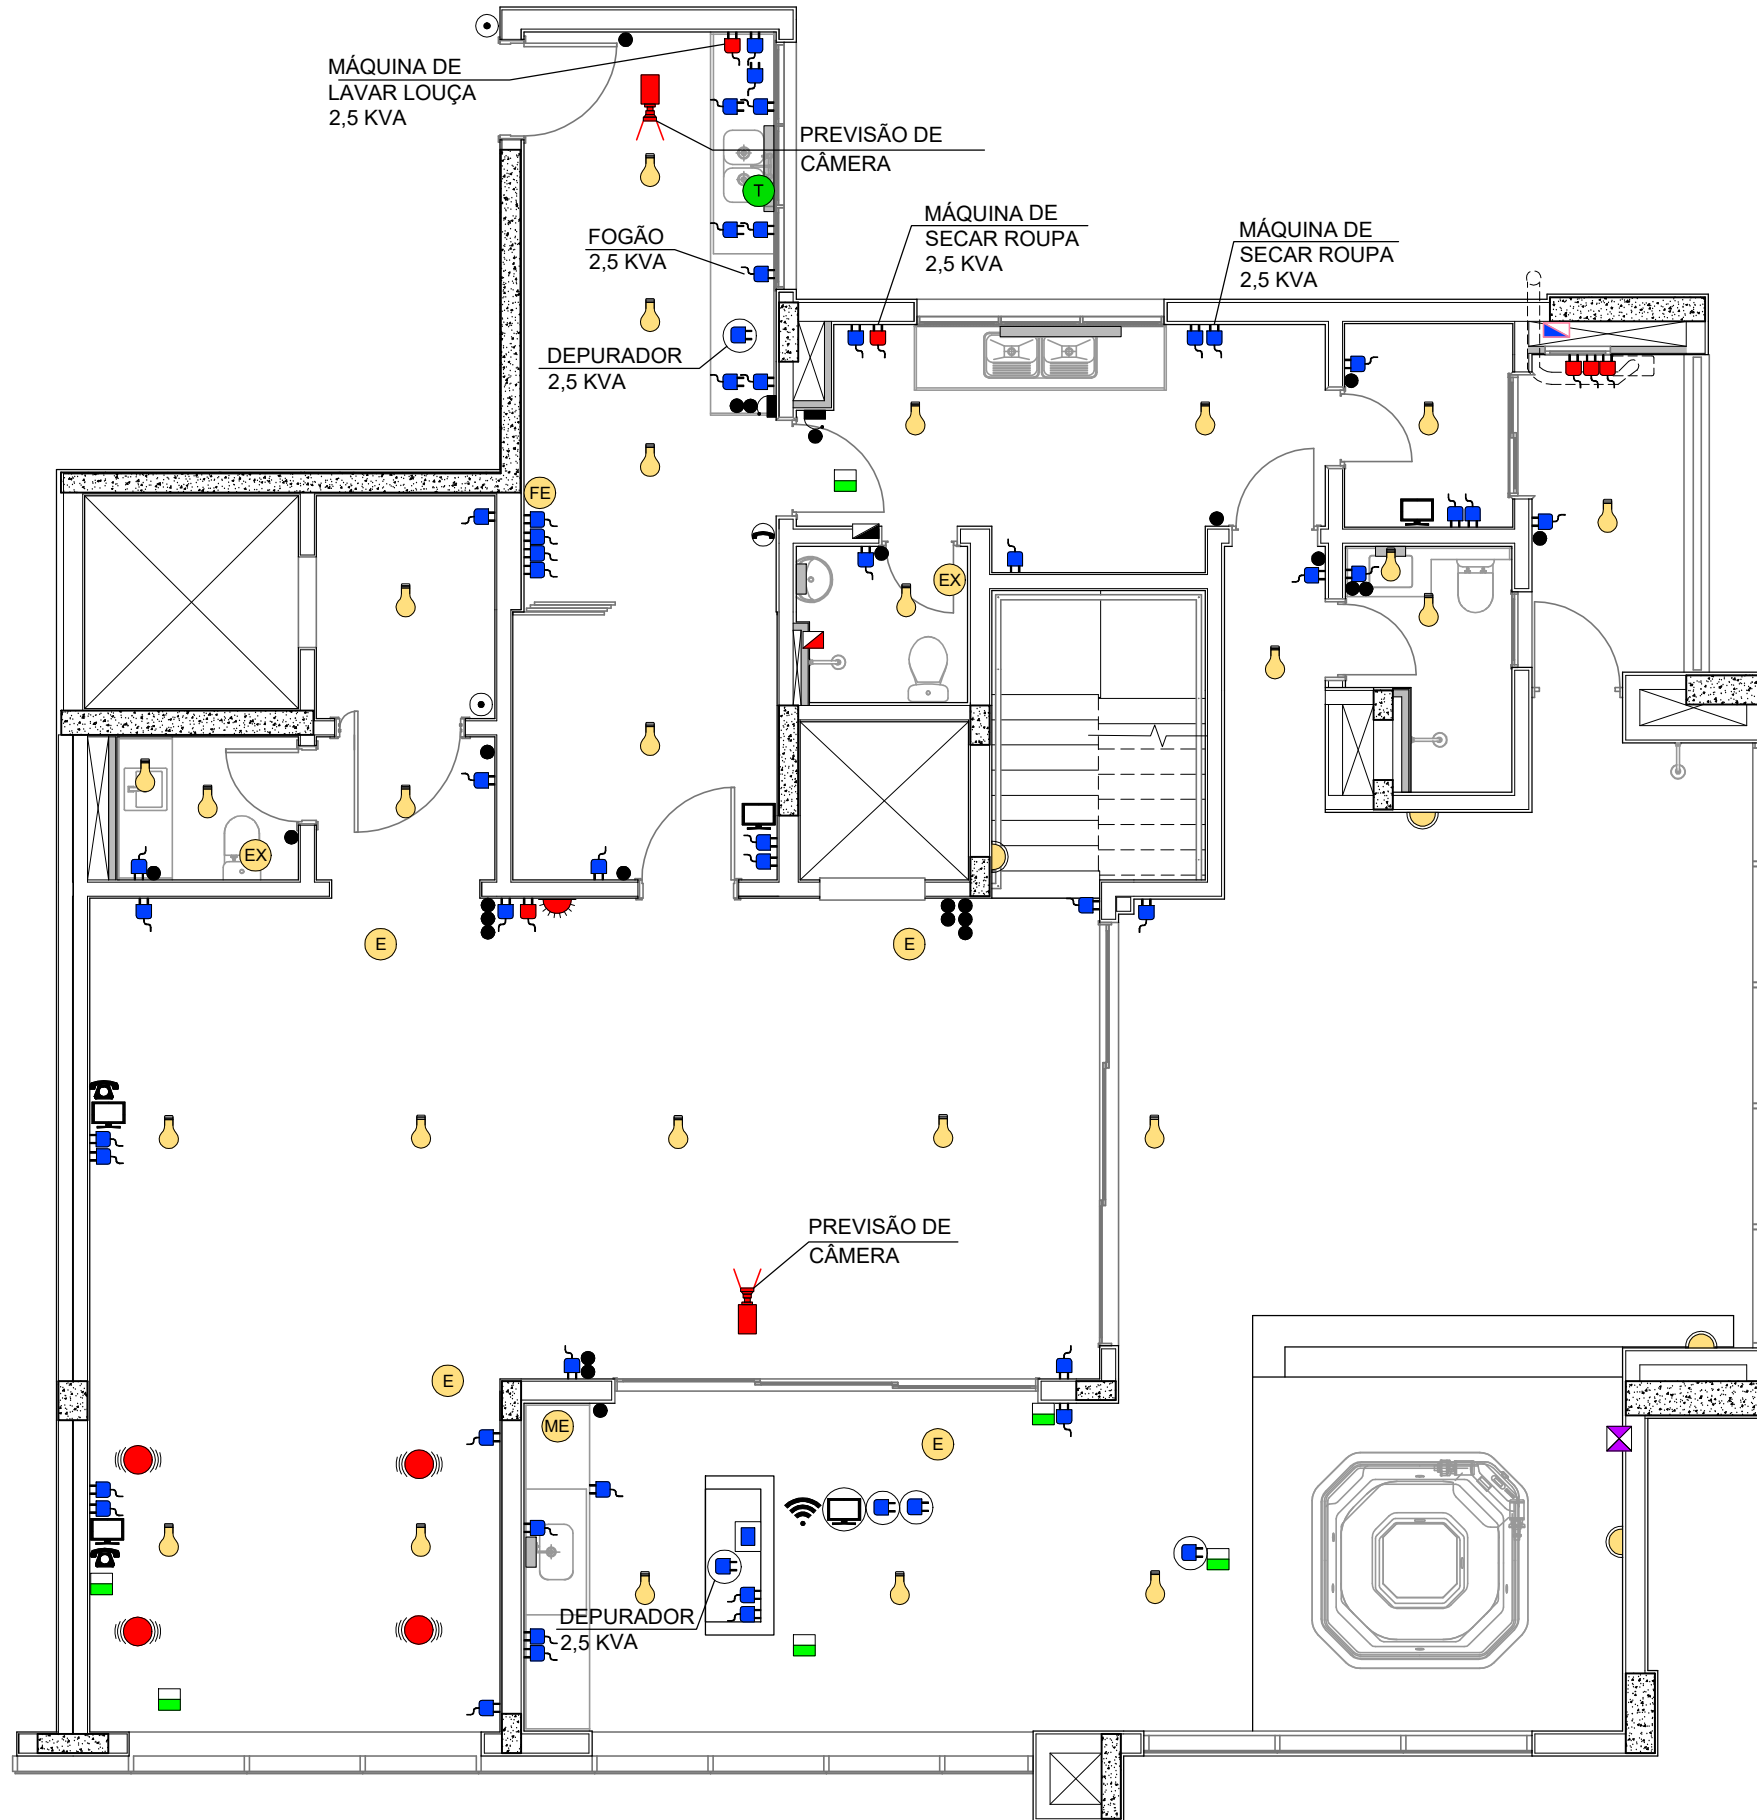 MÁQUINA DE
LAVAR LOUÇA
2,5 KVA
PREVISÃO DE
CÂMERA
T
MÁQUINA DE
SECAR ROUPA
2,5 KVA
MÁQUINA DE
SECAR ROUPA
2,5 KVA
FOGÃO
2,5 KVA
DEPURADOR
2,5 KVA
FE
EX
EX
E
E
PREVISÃO DE
CÂMERA
E
ME
E
DEPURADOR
2,5 KVA